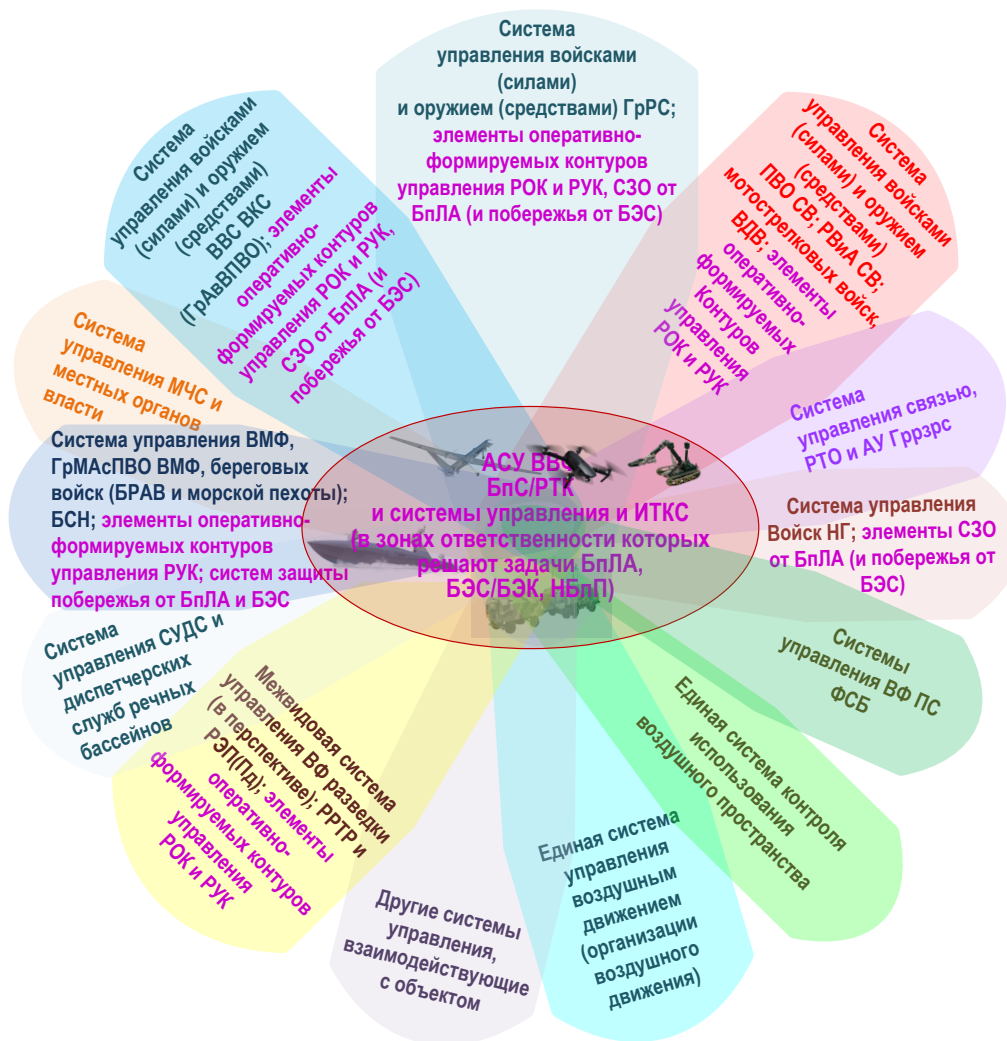 Система
управления войсками
(силами)
и оружием (средствами) ГрРС;
элементы оперативно-
формируемых контуров
управления РОК и РУК, СЗО от
БпЛА (и побережья от БЭС)
Система
управления войсками
(силами) и оружием
(средствами)
ПВО СВ; РВиА СВ;
мотострелковых войск,
ВДВ; элементы
оперативно-
формируемых
Контуров
управления
РОК и РУК
Система
управления связью,
РТО и АУ Гррзрс
Система управления
Войск НГ; элементы СЗО
от БпЛА (и побережья от
БЭС)
Системы
управления ВФ ПС
ФСБ
Единая система контроля
использования
воздушного пространства
Единая система
управления
воздушным
движением
(организации
воздушного
движения)
Другие системы
управления,
взаимодействующие
с объектом
Межвидовая система
управления ВФ разведки
(в перспективе); РРТР и
РЭП(Пд); элементы
оперативно-
формируемых контуров
управления
РОК и РУК
Система
управления СУДС и
диспетчерских
служб речных
бассейнов
Система управления ВМФ,
ГрМАсПВО ВМФ, береговых
войск (БРАВ и морской пехоты);
БСН; элементы оперативно-
формируемых контуров
управления РУК; систем защиты
побережья от БпЛА и БЭС
Система
управления МЧС и
местных органов
власти
Система
управления войсками
(силами) и оружием
(средствами)
ВВС ВКС
(ГрАвВПВО); элементы
оперативно-
формируемых контуров
управления РОК и РУК,
СЗО от БпЛА (и
побережья от БЭС)
АСУ
БпС/РТК
и системы управления и ИТКС
(в зонах ответственности которых
решают задачи БпЛА,
БЭС/БЭК, НБпП)